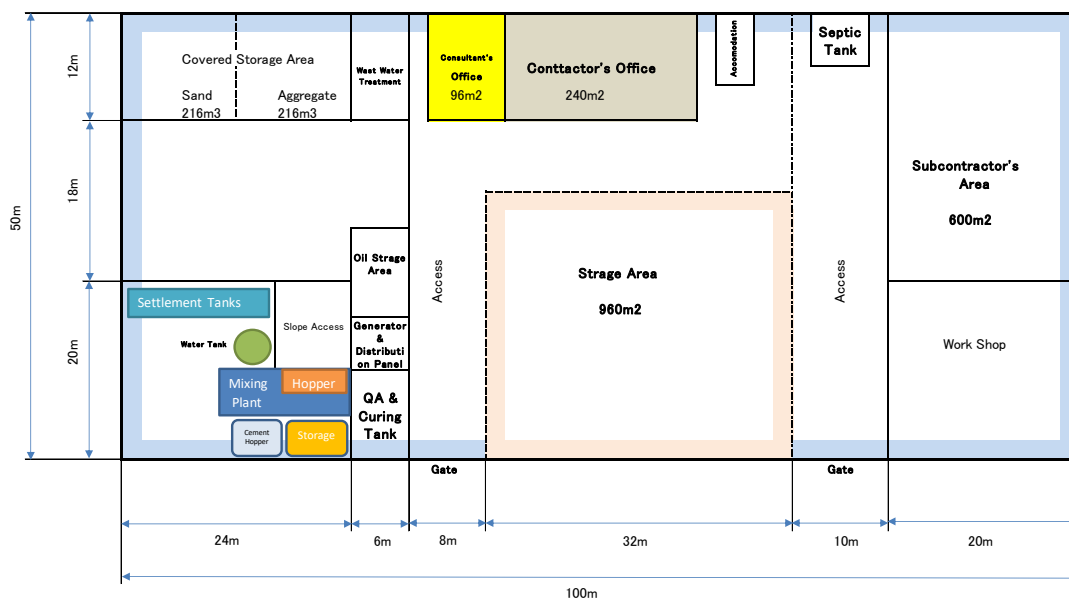 Covered Storage Area
Sand
216m3
Aggregate
216m3
Wast Water
Treatment
Consultant's
Office
96m2
Conttactor's Office
240m2
Accomodation
Septic
Tank
12m
18m
20m
50m
Subcontractor's
Area
600m2
Oil Strage
Area
Access
Strage Area
960m2
Access
Settlement Tanks
Slope Access
Water Tank
Generator
&
Distributi
on Panel
Work Shop
Mixing
Plant
Hopper
QA &
Curing
Tank
Cement
Hopper
Storage
Gate
Gate
24m
6m
8m
32m
10m
20m
100m